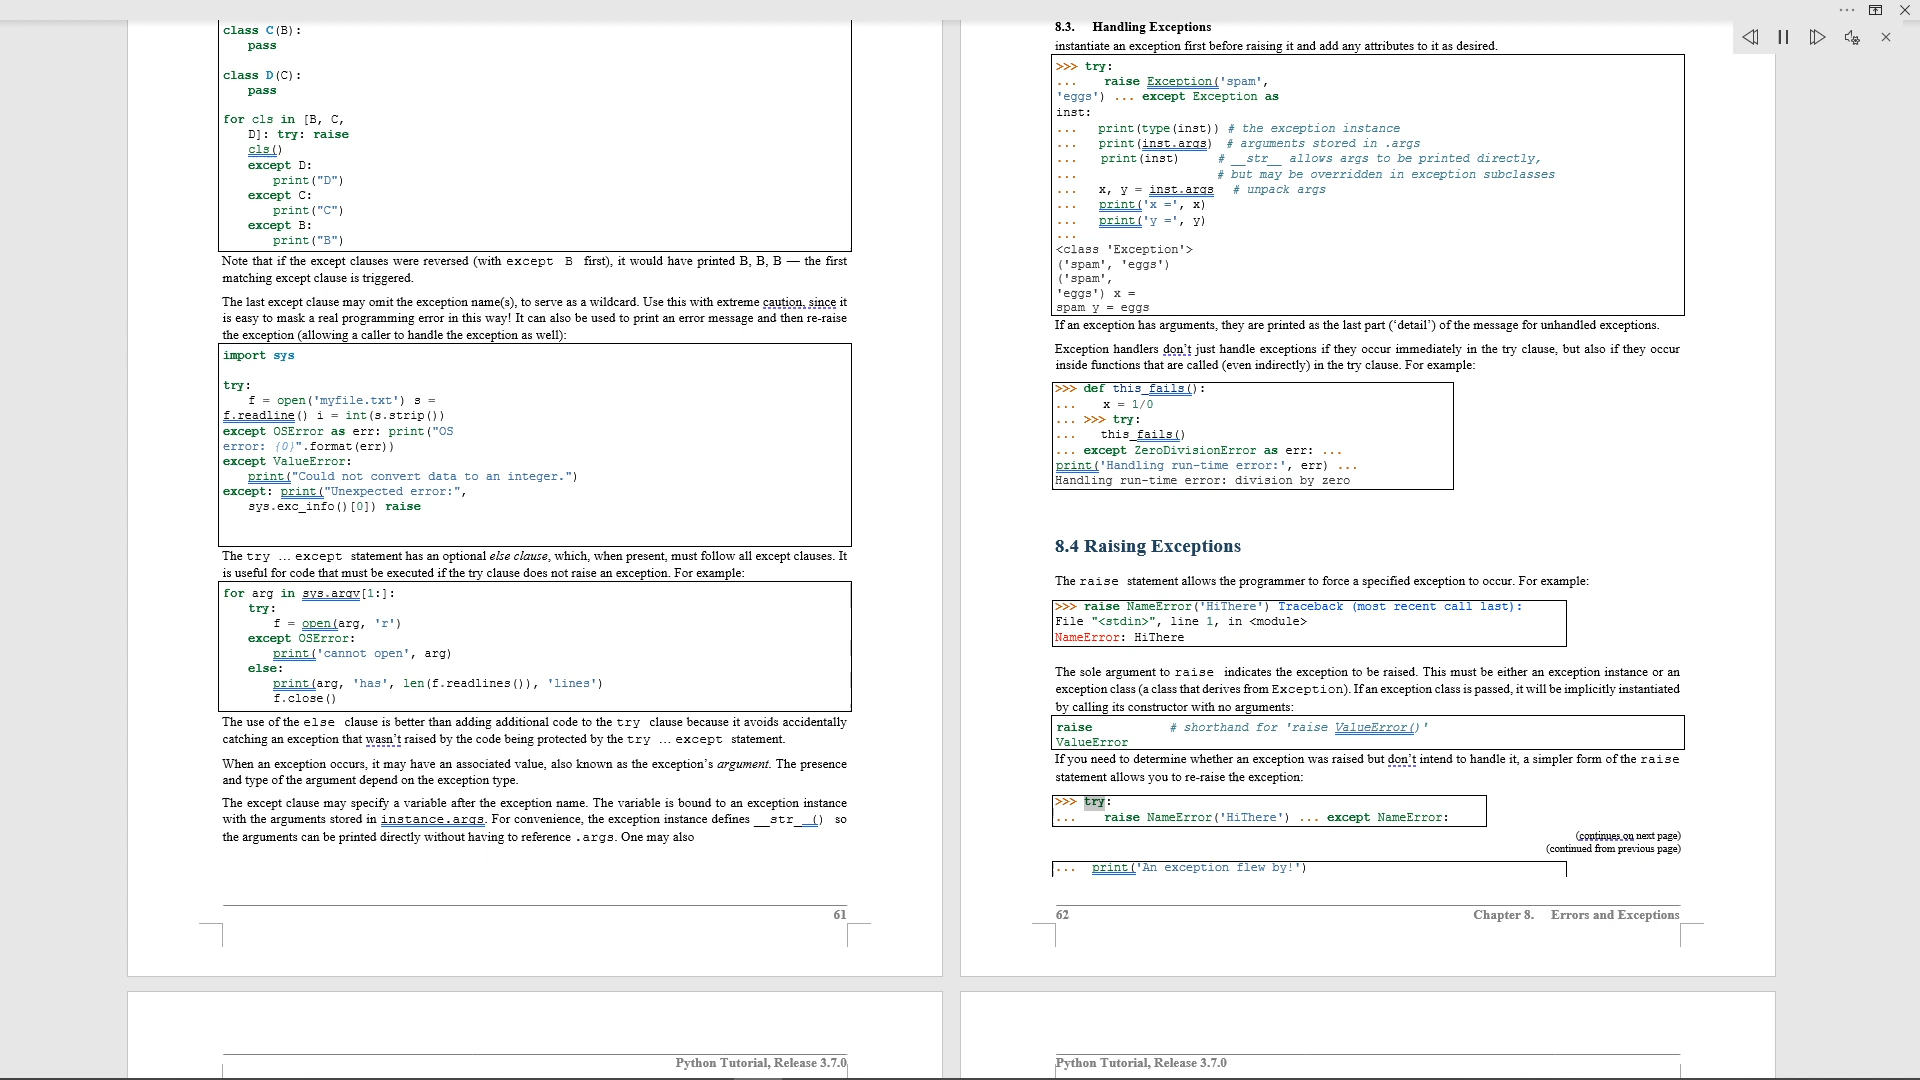 class C(B):
pass
class D(C):
pass
for cls in [B, C,
D]: try: raise
cls()
except D:
print("D")
except C:
print("C")
except B:
print("B")
Note that if the except clauses were reversed (with except B first), it would have printed B, B, B — the first
matching except clause is triggered.
The last except clause may omit the exception name(s), to serve as a wildcard. Use this with extreme caution, since it
is easy to mask a real programming error in this way! It can also be used to print an error message and then re-raise
the exception (allowing a caller to handle the exception as well):
import sys
try:
f = open('myfile.txt') s =
f.readline() i = int(s.strip())
except OSError as err: print("OS
error: {0}".format(err))
except ValueError:
print("Could not convert data to an integer.")
except: print("Unexpected error:",
sys.exc_info()[0]) raise
The try … except statement has an optional else clause, which, when present, must follow all except clauses. It
is useful for code that must be executed if the try clause does not raise an exception. For example:
for arg in sys.argv[1:]:
try:
f = open(arg, 'r')
except OSError:
print('cannot open', arg)
else:
print(arg, 'has', len(f.readlines()), 'lines')
f.close()
The use of the else clause is better than adding additional code to the try clause because it avoids accidentally
catching an exception that wasn’t raised by the code being protected by the try … except statement.
When an exception occurs, it may have an associated value, also known as the exception’s argument. The presence
and type of the argument depend on the exception type.
The except clause may specify a variable after the exception name. The variable is bound to an exception instance
with the arguments stored in instance.args. For convenience, the exception instance defines __str__() so
the arguments can be printed directly without having to reference .args. One may also
61
8.3. Handling Exceptions
instantiate an exception first before raising it and add any attributes to it as desired.
>>> try:
... raise Exception('spam',
'eggs') ... except Exception as
inst:
... print(type(inst)) # the exception instance
... print(inst.args) # arguments stored in .args
... print(inst) # __str__ allows args to be printed directly,
... # but may be overridden in exception subclasses
... x, y = inst.args # unpack args
... print('x =', x)
... print('y =', y)
...
<class 'Exception'>
('spam', 'eggs')
('spam',
'eggs') x =
spam y = eggs
If an exception has arguments, they are printed as the last part (‘detail’) of the message for unhandled exceptions.
Exception handlers don’t just handle exceptions if they occur immediately in the try clause, but also if they occur
inside functions that are called (even indirectly) in the try clause. For example:
>>> def this_fails():
... x = 1/0
... >>> try:
... this_fails()
... except ZeroDivisionError as err: ...
print('Handling run-time error:', err) ...
Handling run-time error: division by zero
8.4 Raising Exceptions
The raise statement allows the programmer to force a specified exception to occur. For example:
>>> raise NameError('HiThere') Traceback (most recent call last):
File "<stdin>", line 1, in <module>
NameError: HiThere
The sole argument to raise indicates the exception to be raised. This must be either an exception instance or an
exception class (a class that derives from Exception). If an exception class is passed, it will be implicitly instantiated
by calling its constructor with no arguments:
raise # shorthand for 'raise ValueError()'
ValueError
If you need to determine whether an exception was raised but don’t intend to handle it, a simpler form of the raise
statement allows you to re-raise the exception:
>>> try:
... raise NameError('HiThere') ... except NameError:
(continues on next page)
(continued from previous page)
... print('An exception flew by!')
62 Chapter 8. Errors and Exceptions
Python Tutorial, Release 3.7.0
Python Tutorial, Release 3.7.0